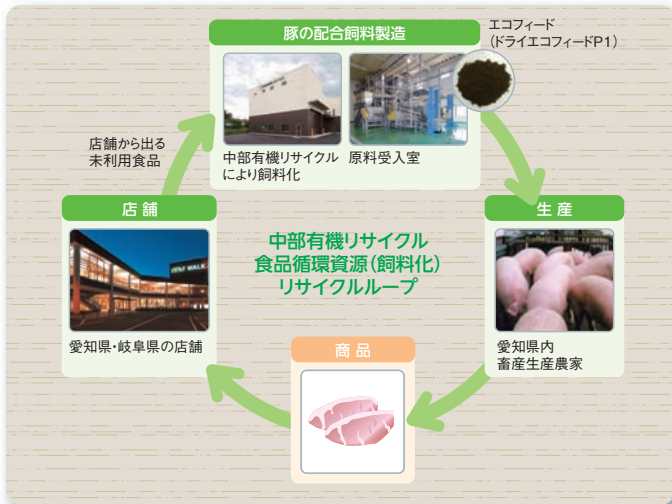 豚の配合飼料製造
エコフィード
(ドライエコフィードP1)
中部有機リサイクル
により飼料化
原料受入室
店舗から出る
未利用食品
店舗
愛知県・岐阜県の店舗
中部有機リサイクル
食品循環資源(飼料化)
リサイクルループ
生産
愛知県内
畜産生産農家
商品